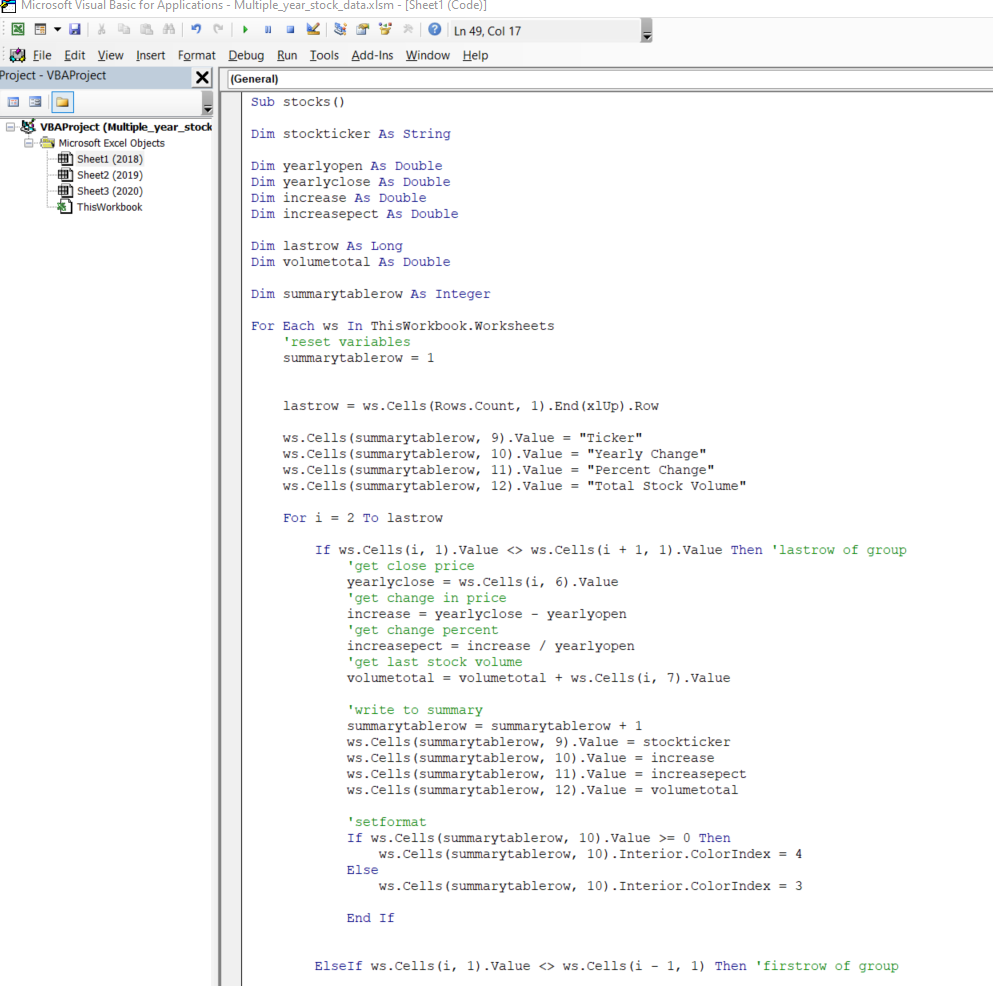 Microsoft Visual Basic for Applications - Multiple_year_stock_data.xlsm - [Sheet1 (Code)]
Ln 49, Col 17
File Edit View Insert Format Debug Run Tools Add-Ins Window Help
Project - VBAProject
(General)
VBAProject (Multiple_year_stock
Microsoft Excel Objects
Sheet1 (2018)
Sheet2 (2019)
Sheet3 (2020)
ThisWorkbook
Sub stocks()
Dim stockticker As String
Dim yearlyopen As Double
Dim yearlyclose As Double
Dim increase As Double
Dim increasepect As Double
Dim lastrow As Long
Dim volumetotal As Double
Dim summarytablerow As Integer
For Each ws In ThisWorkbook.Worksheets
'reset variables
summarytablerow = 1
lastrow = ws.Cells(Rows.Count, 1).End(xlUp).Row
ws.Cells(summarytablerow, 9).Value = "Ticker"
ws.Cells(summarytablerow, 10).Value = "Yearly Change"
ws.Cells(summarytablerow, 11).Value = "Percent Change"
ws.Cells(summarytablerow, 12).Value = "Total Stock Volume"
For i = 2 To lastrow
If ws.Cells(i, 1).Value <> ws.Cells(i + 1, 1).Value Then 'lastrow of group
'get close price
yearlyclose = ws.Cells(i, 6).Value
'get change in price
increase = yearlyclose - yearlyopen
'get change percent
increasepect = increase / yearlyopen
'get last stock volume
volumetotal = volumetotal + ws.Cells(i, 7).Value
'write to summary
summarytablerow = summarytablerow + 1
ws.Cells(summarytablerow, 9).Value = stockticker
ws.Cells(summarytablerow, 10).Value = increase
ws.Cells(summarytablerow, 11).Value = increasepect
ws.Cells(summarytablerow, 12).Value = volumetotal
'setformat
If ws.Cells(summarytablerow, 10).Value >= 0 Then
ws.Cells(summarytablerow, 10).Interior.ColorIndex = 4
Else
ws.Cells(summarytablerow, 10).Interior.ColorIndex = 3
End If
ElseIf ws.Cells(i, 1).Value <> ws.Cells(i - 1, 1) Then 'firstrow of group